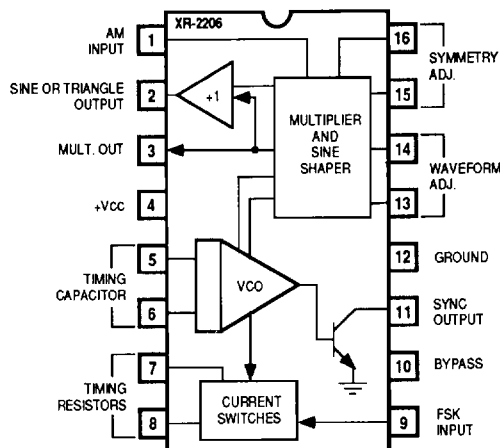 XR-2206
AM
INPUT
1
SINE OR TRIANGLE
OUTPUT
2
+1
MULT. OUT
3
+VCC
4
TIMING
CAPACITOR
5
6
TIMING
RESISTORS
7
8
MULTIPLIER
AND
SINE
SHAPER
VCO
CURRENT
SWITCHES
16
SYMMETRY
ADJ.
15
14
WAVEFORM
ADJ.
13
12
GROUND
11
SYNC
OUTPUT
10
BYPASS
9
FSK
INPUT